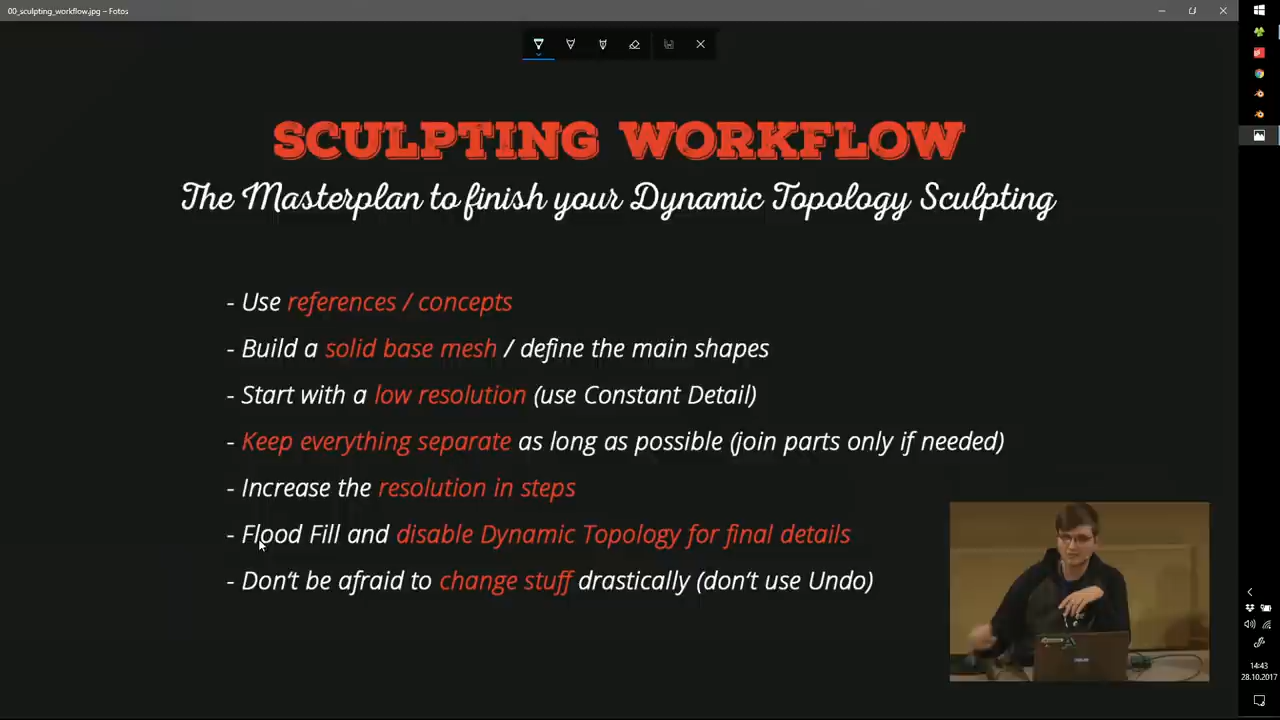 00_sculpting_workflow.jpg – Fotos
SCULPTING WORKFLOW
The Masterplan to finish your Dynamic Topology Sculpting
- Use references / concepts
- Build a solid base mesh / define the main shapes
- Start with a low resolution (use Constant Detail)
- Keep everything separate as long as possible (join parts only if needed)
- Increase the resolution in steps
- Flood Fill and disable Dynamic Topology for final details
- Don't be afraid to change stuff drastically (don't use Undo)
14:43
28.10.2017